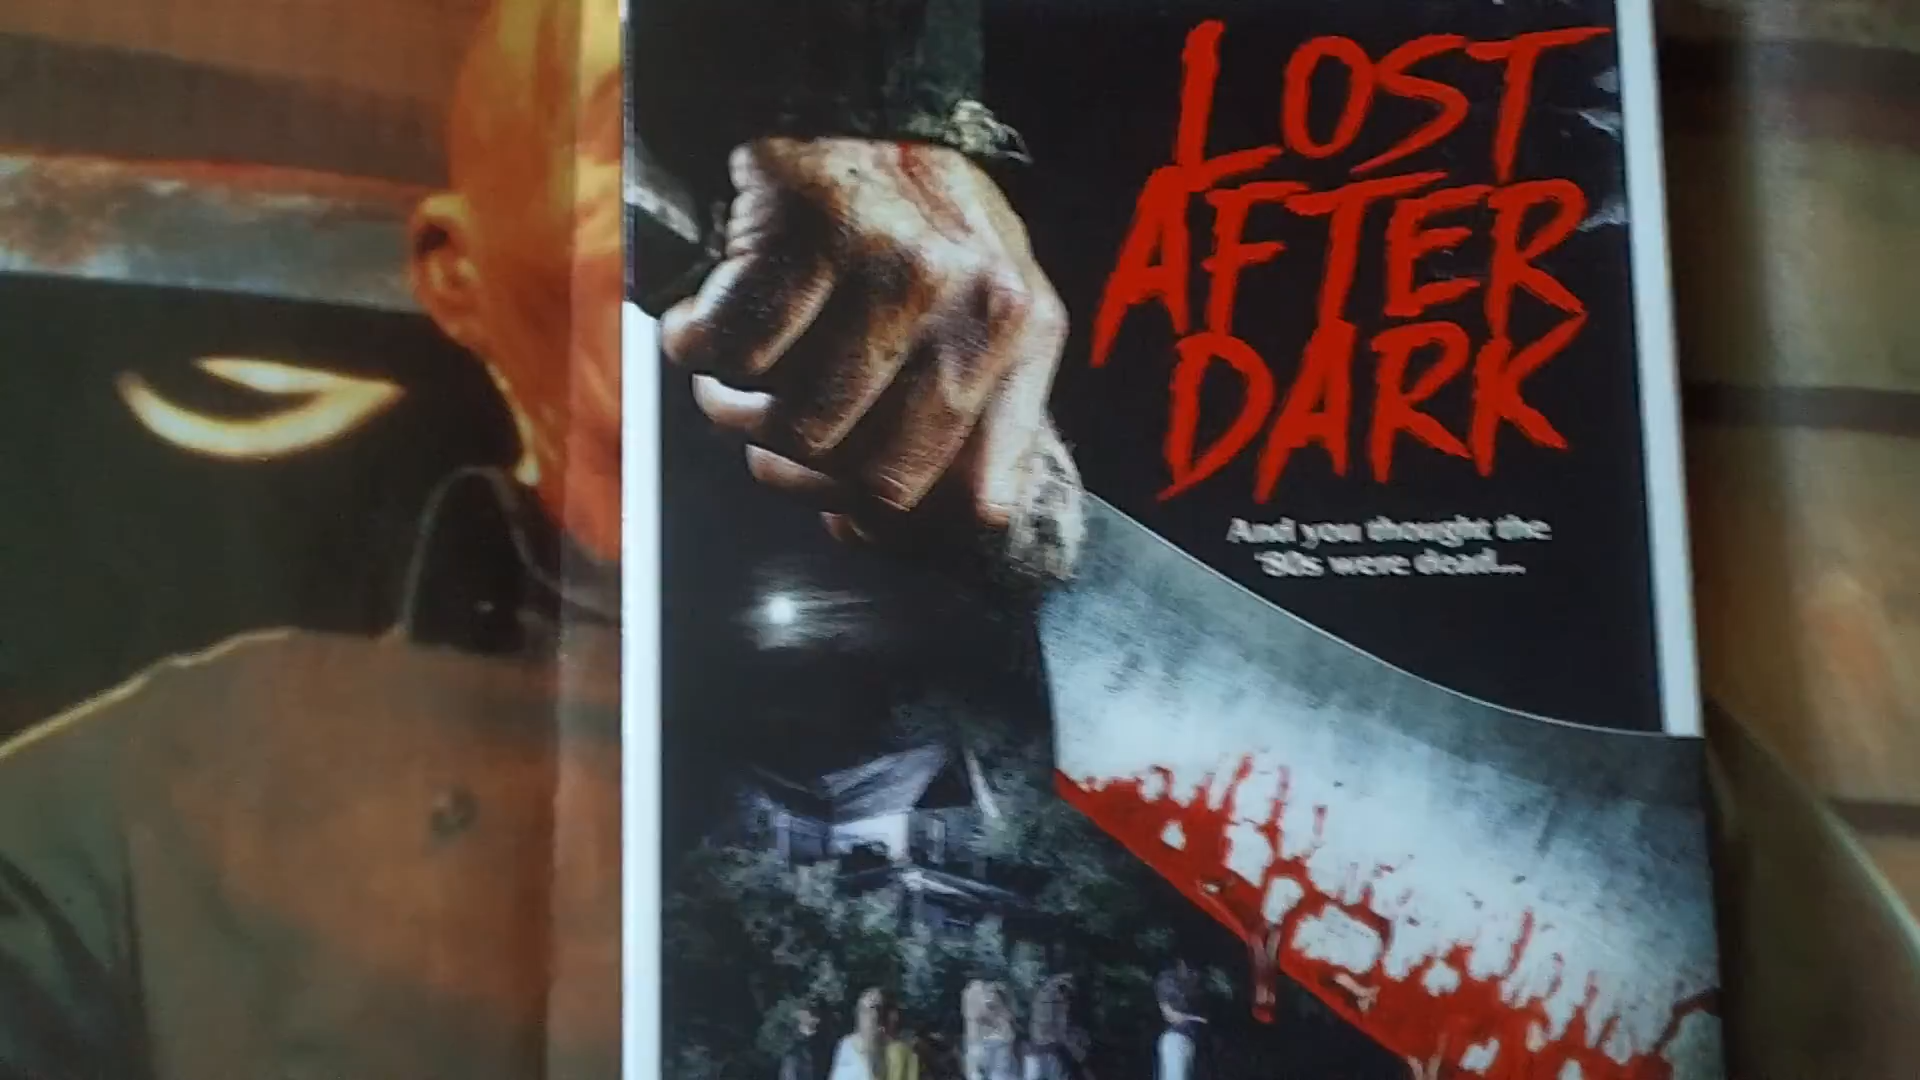 LOST
AFTER
DARK
And you thought the
'80s were dead...